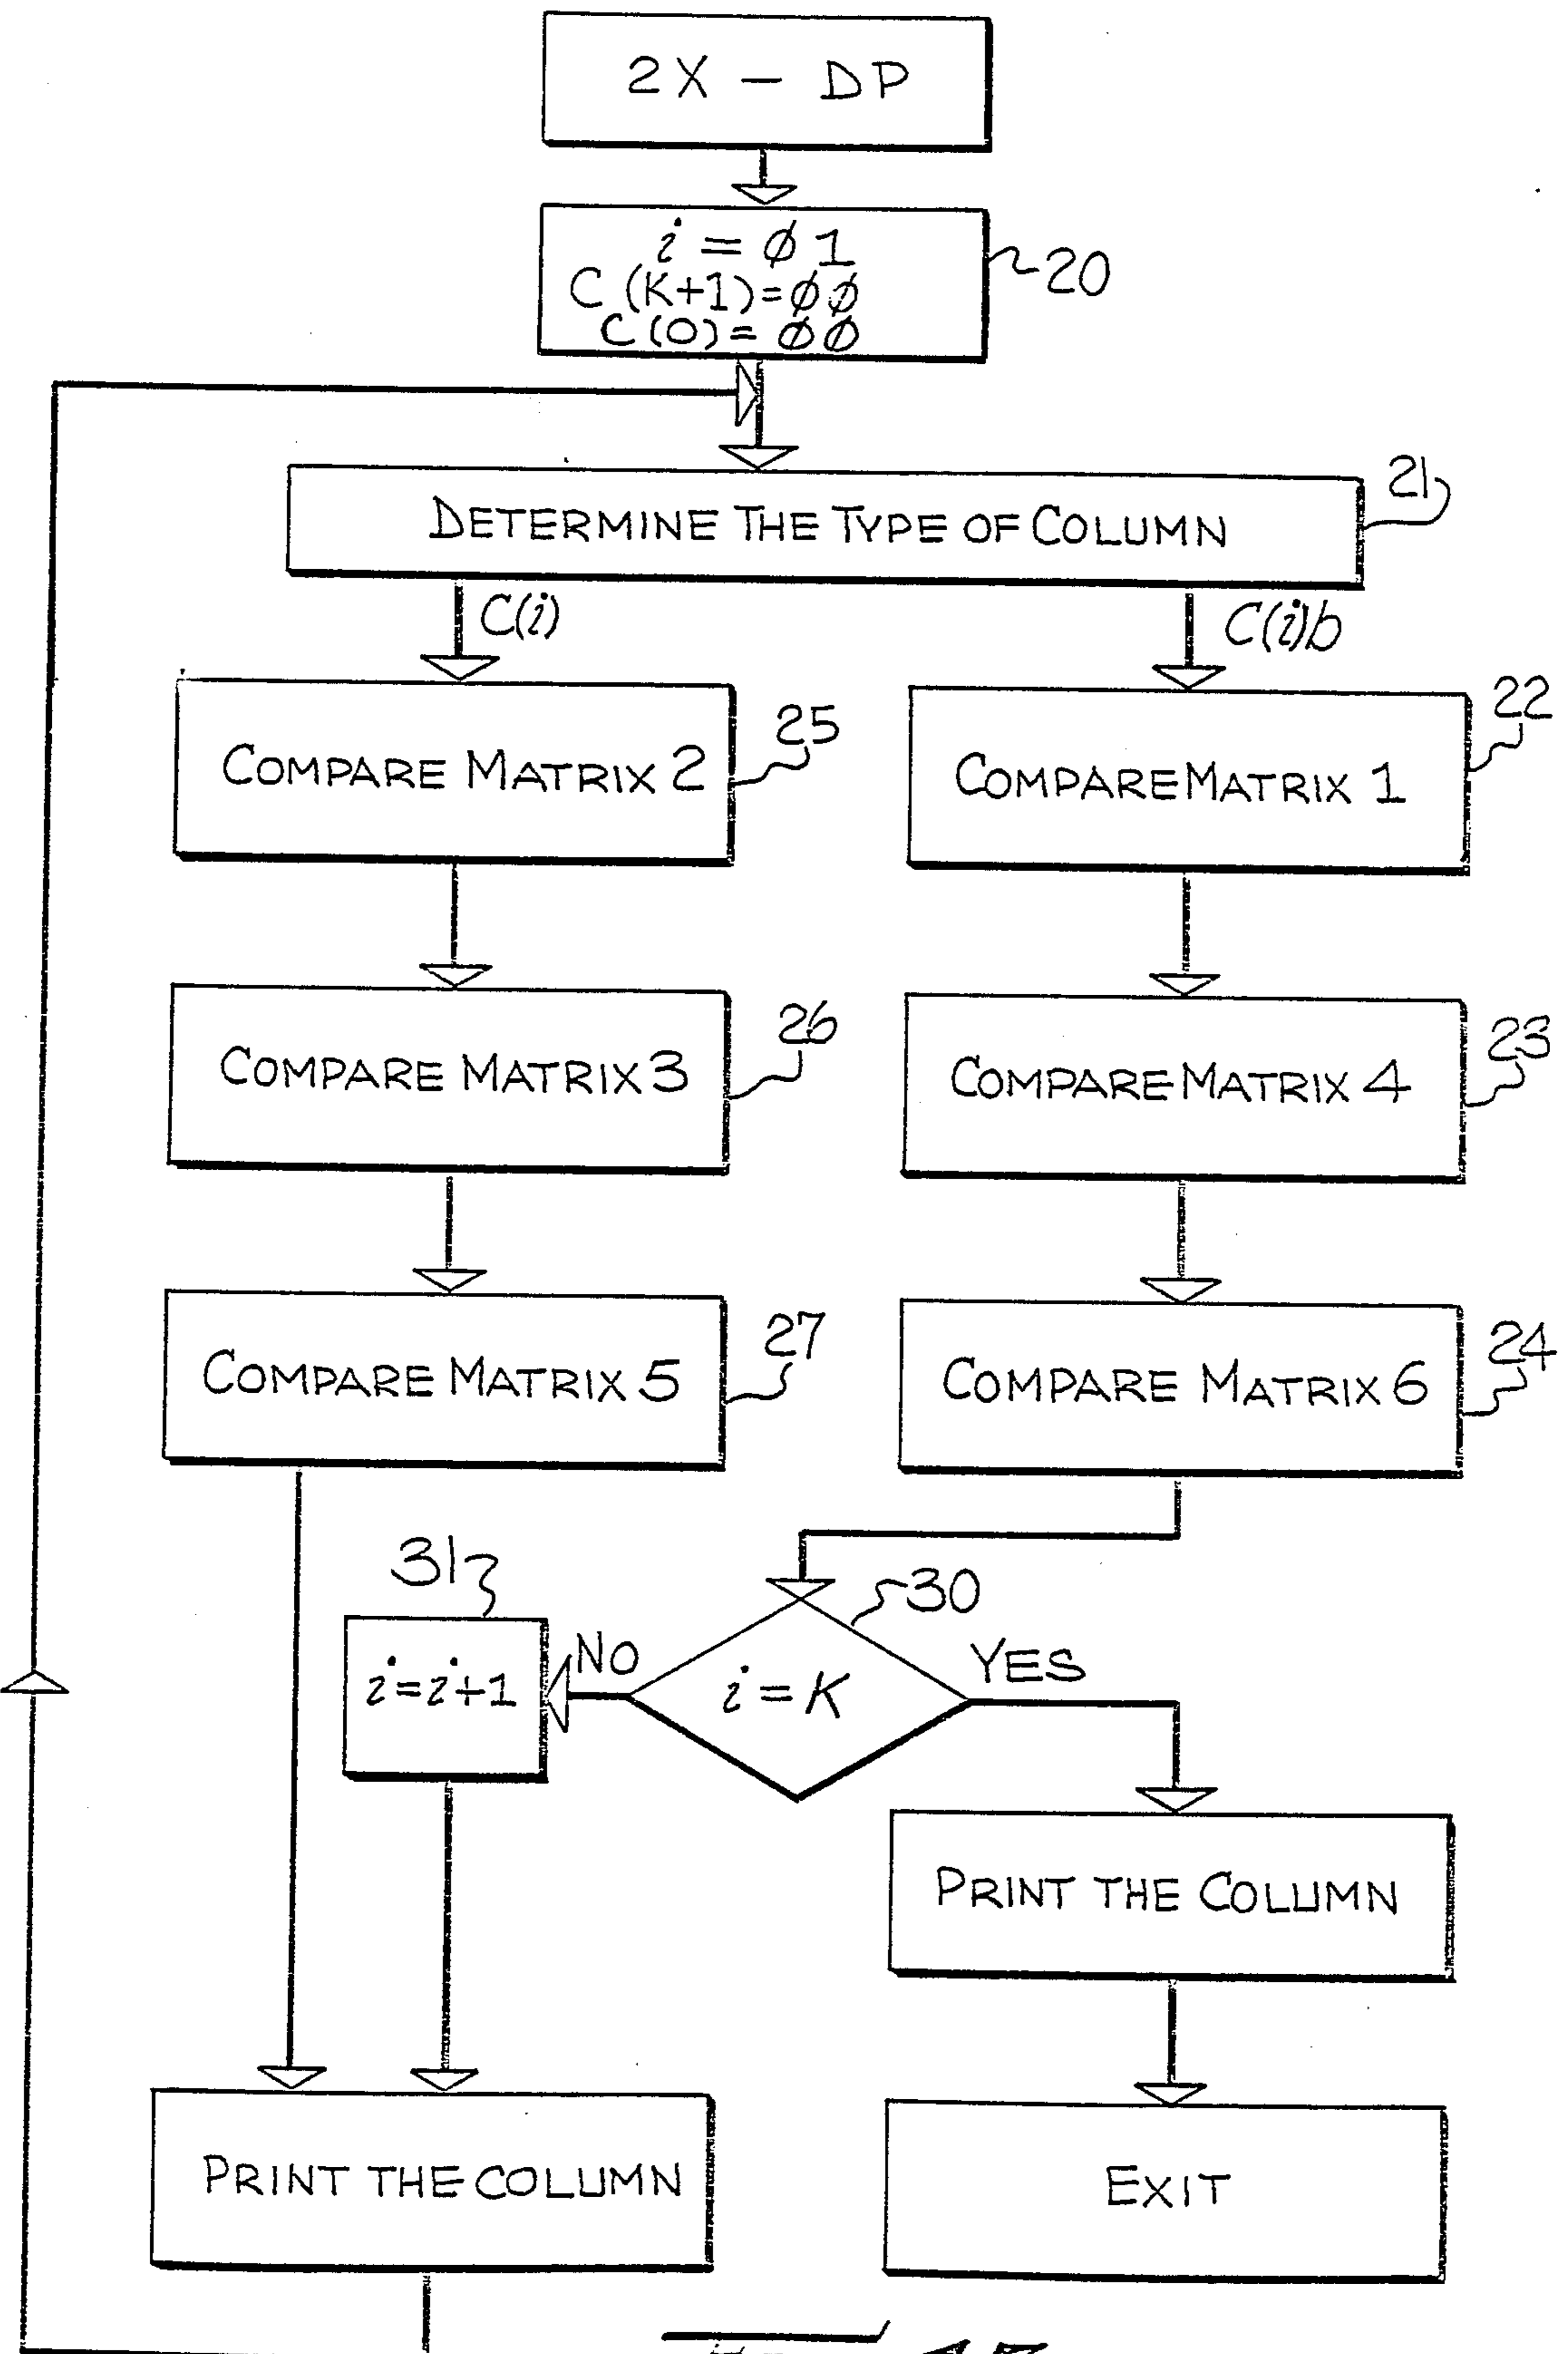 2X — DP
i = Ø1
C (K+1)=ØØ
C(0)= ØØ
20
DETERMINE THE TYPE OF COLUMN
21
C(i)
C(i)b
COMPARE MATRIX 2
25
COMPARE MATRIX 1
22
COMPARE MATRIX 3
26
COMPARE MATRIX 4
23
COMPARE MATRIX 5
27
COMPARE MATRIX 6
24
31
30
i=i+1
NO
i=K
YES
PRINT THE COLUMN
PRINT THE COLUMN
EXIT